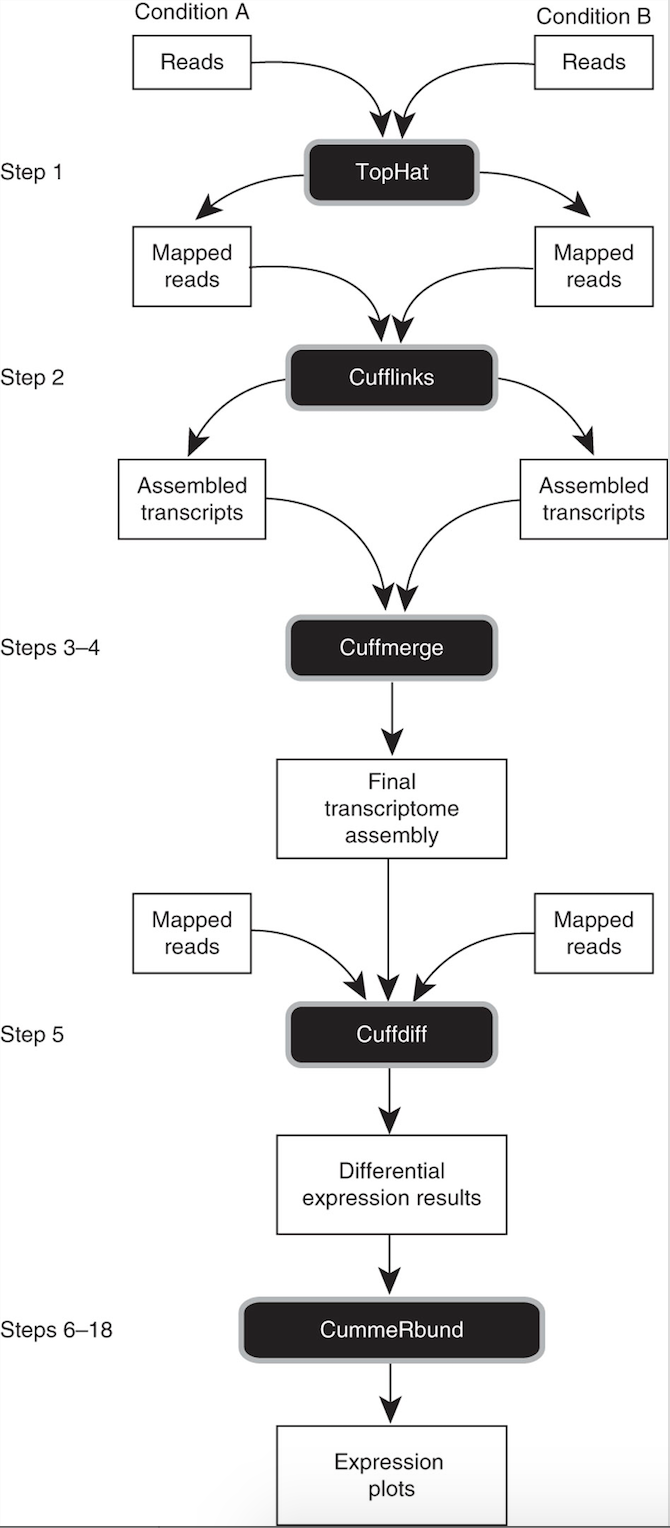 Condition A
Condition B
Reads
Reads
Step 1
TopHat
Mapped
reads
Mapped
reads
Step 2
Cufflinks
Assembled
transcripts
Assembled
transcripts
Steps 3–4
Cuffmerge
Final
transcriptome
assembly
Mapped
reads
Mapped
reads
Step 5
Cuffdiff
Differential
expression results
Steps 6–18
CummeRbund
Expression
plots